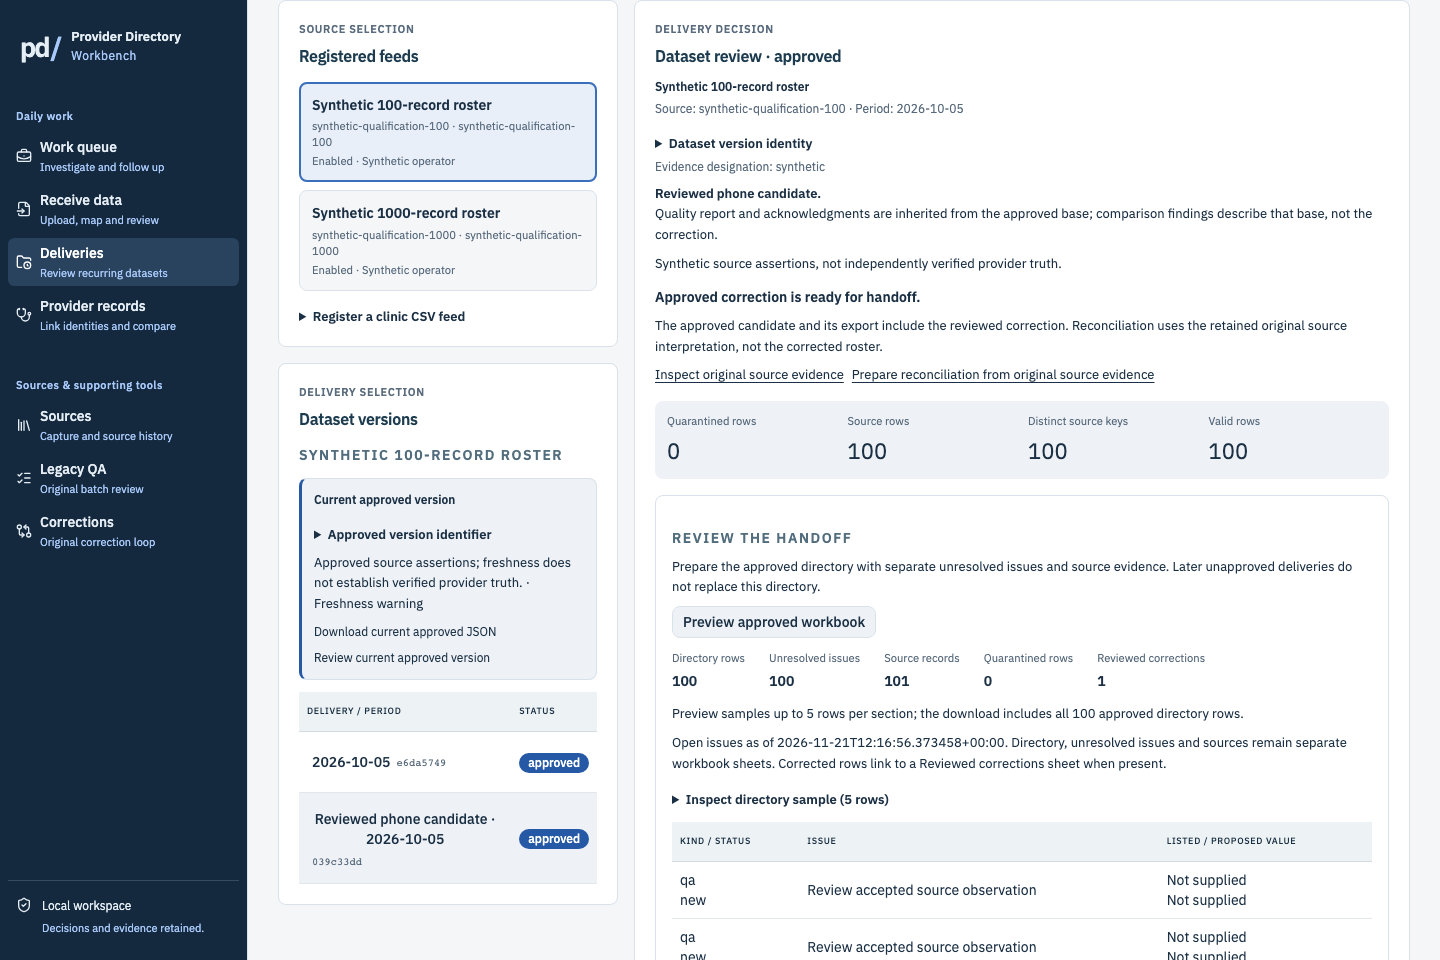 pd/
Provider Directory
Workbench
Daily work
Work queue
Investigate and follow up
Receive data
Upload, map and review
Deliveries
Review recurring datasets
Provider records
Link identities and compare
Sources & supporting tools
Sources
Capture and source history
Legacy QA
Original batch review
Corrections
Original correction loop
Local workspace
Decisions and evidence retained.
SOURCE SELECTION
Registered feeds
Synthetic 100-record roster
synthetic-qualification-100 · synthetic-qualification-
100
Enabled · Synthetic operator
Synthetic 1000-record roster
synthetic-qualification-1000 · synthetic-qualification-
1000
Enabled · Synthetic operator
Register a clinic CSV feed
DELIVERY SELECTION
Dataset versions
SYNTHETIC 100-RECORD ROSTER
Current approved version
Approved version identifier
Approved source assertions; freshness does
not establish verified provider truth. ·
Freshness warning
Download current approved JSON
Review current approved version
DELIVERY / PERIOD STATUS
2026-10-05 e6da5749 approved
Reviewed phone candidate ·
2026-10-05
039c33dd
approved
DELIVERY DECISION
Dataset review · approved
Synthetic 100-record roster
Source: synthetic-qualification-100 · Period: 2026-10-05
Dataset version identity
Evidence designation: synthetic
Reviewed phone candidate.
Quality report and acknowledgments are inherited from the approved base; comparison findings describe that base, not the
correction.
Synthetic source assertions, not independently verified provider truth.
Approved correction is ready for handoff.
The approved candidate and its export include the reviewed correction. Reconciliation uses the retained original source
interpretation, not the corrected roster.
Inspect original source evidence Prepare reconciliation from original source evidence
Quarantined rows Source rows Distinct source keys Valid rows
0 100 100 100
REVIEW THE HANDOFF
Prepare the approved directory with separate unresolved issues and source evidence. Later unapproved deliveries do
not replace this directory.
Preview approved workbook
Directory rows Unresolved issues Source records Quarantined rows Reviewed corrections
100 100 101 0 1
Preview samples up to 5 rows per section; the download includes all 100 approved directory rows.
Open issues as of 2026-11-21T12:16:56.373458+00:00. Directory, unresolved issues and sources remain separate
workbook sheets. Corrected rows link to a Reviewed corrections sheet when present.
Inspect directory sample (5 rows)
KIND / STATUS ISSUE LISTED / PROPOSED VALUE
qa
new
Review accepted source observation
Not supplied
Not supplied
qa
new
Review accepted source observation
Not supplied
Not supplied